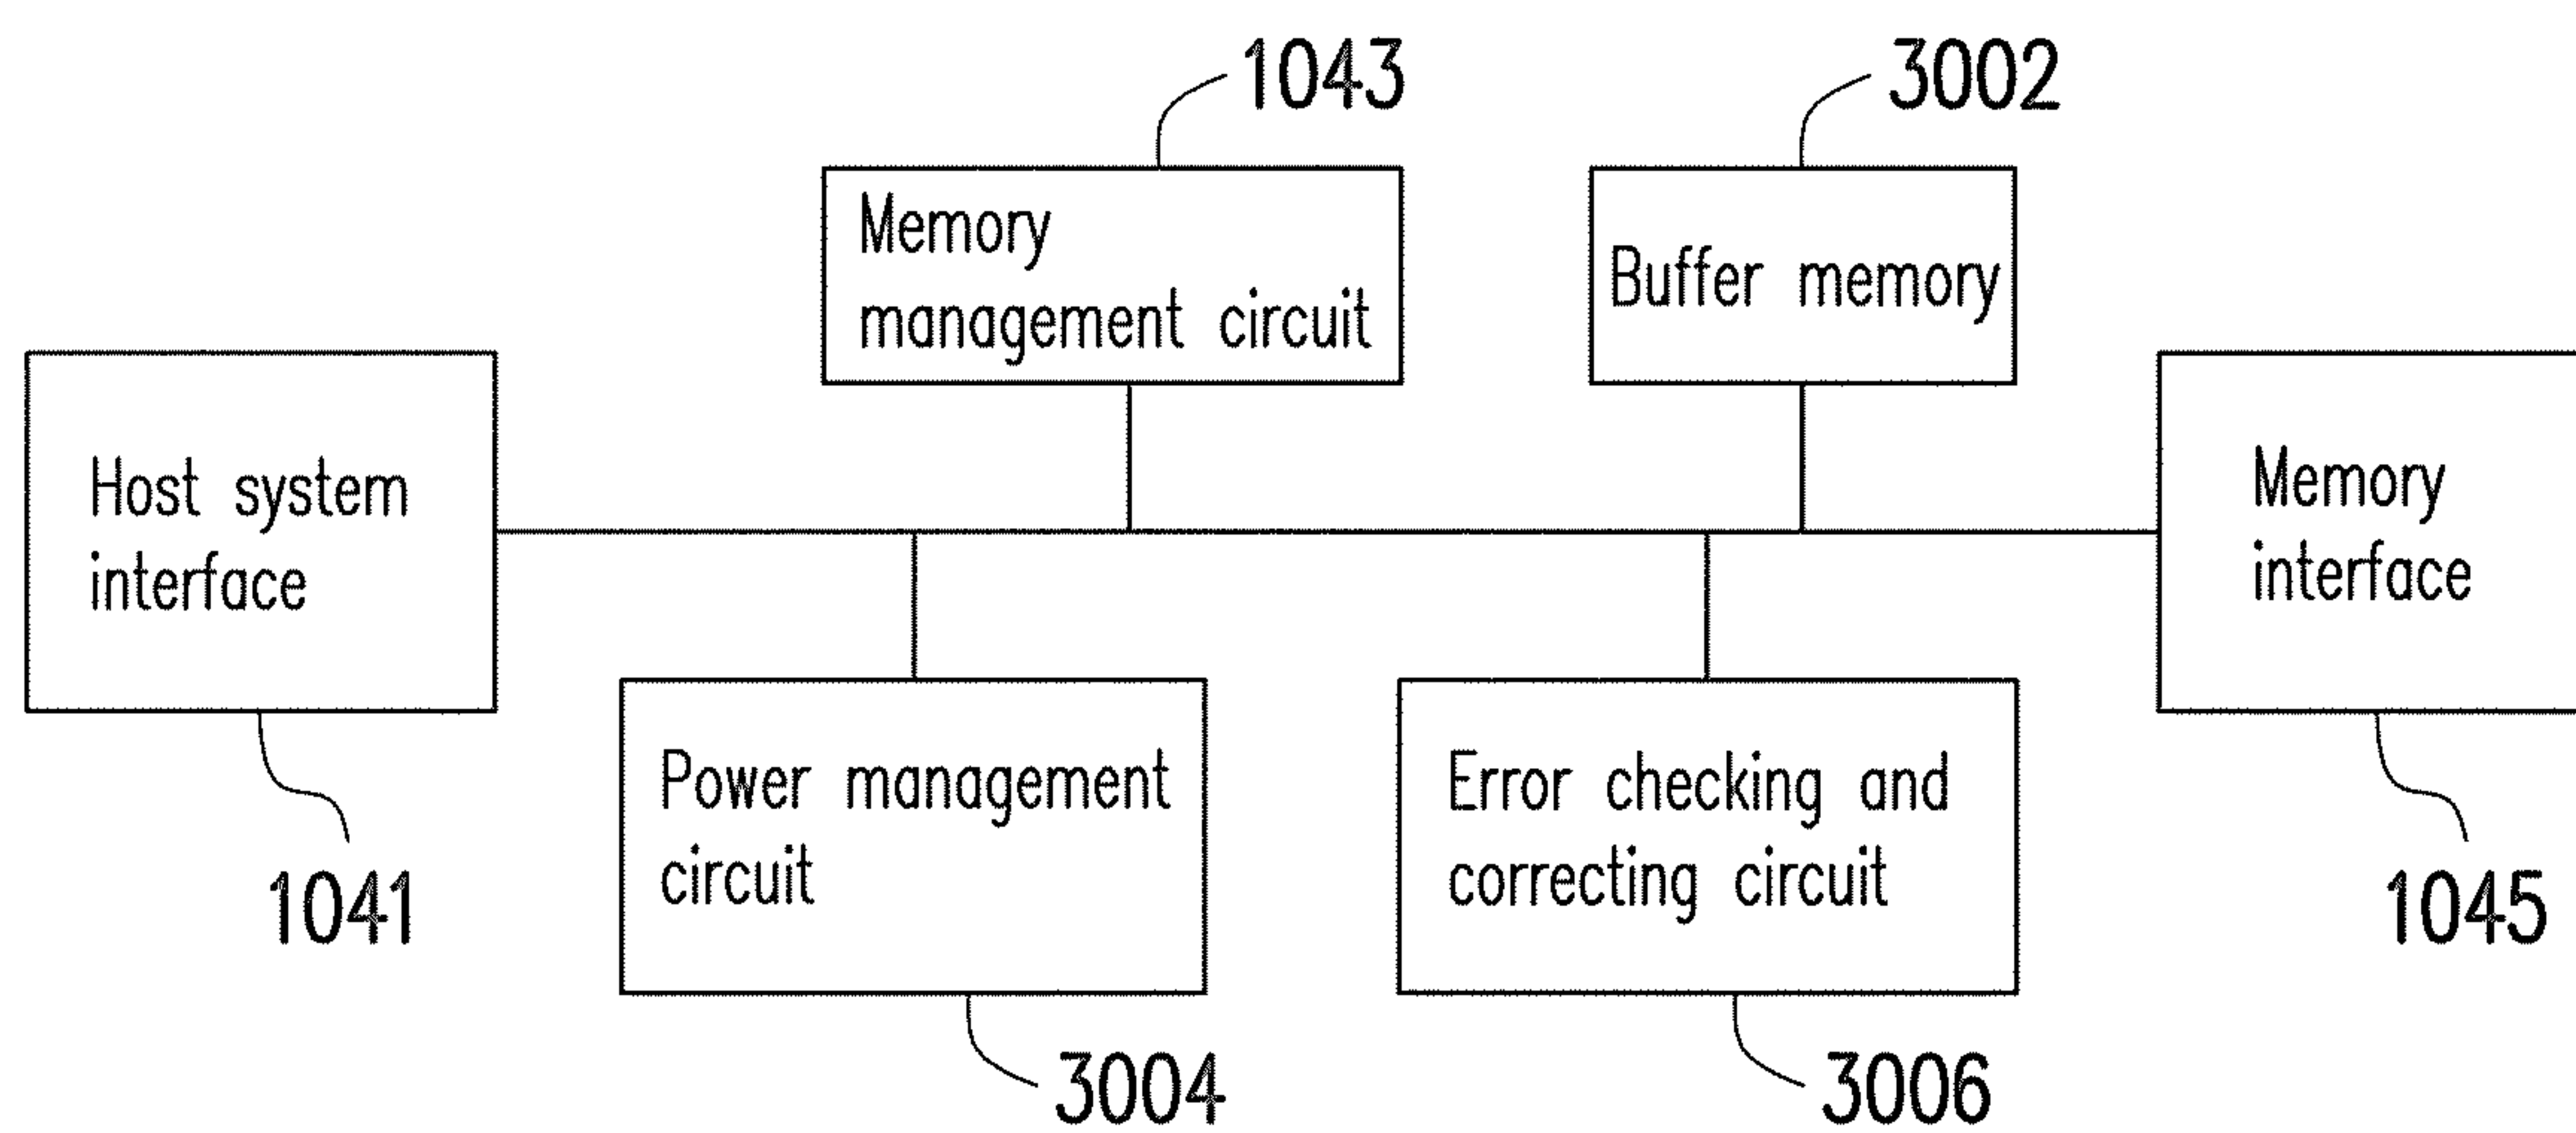 1043
3002
Memory
management circuit
Buffer memory
Host system
interface
Memory
interface
Power management
circuit
Error checking and
correcting circuit
1041
1045
3004
3006